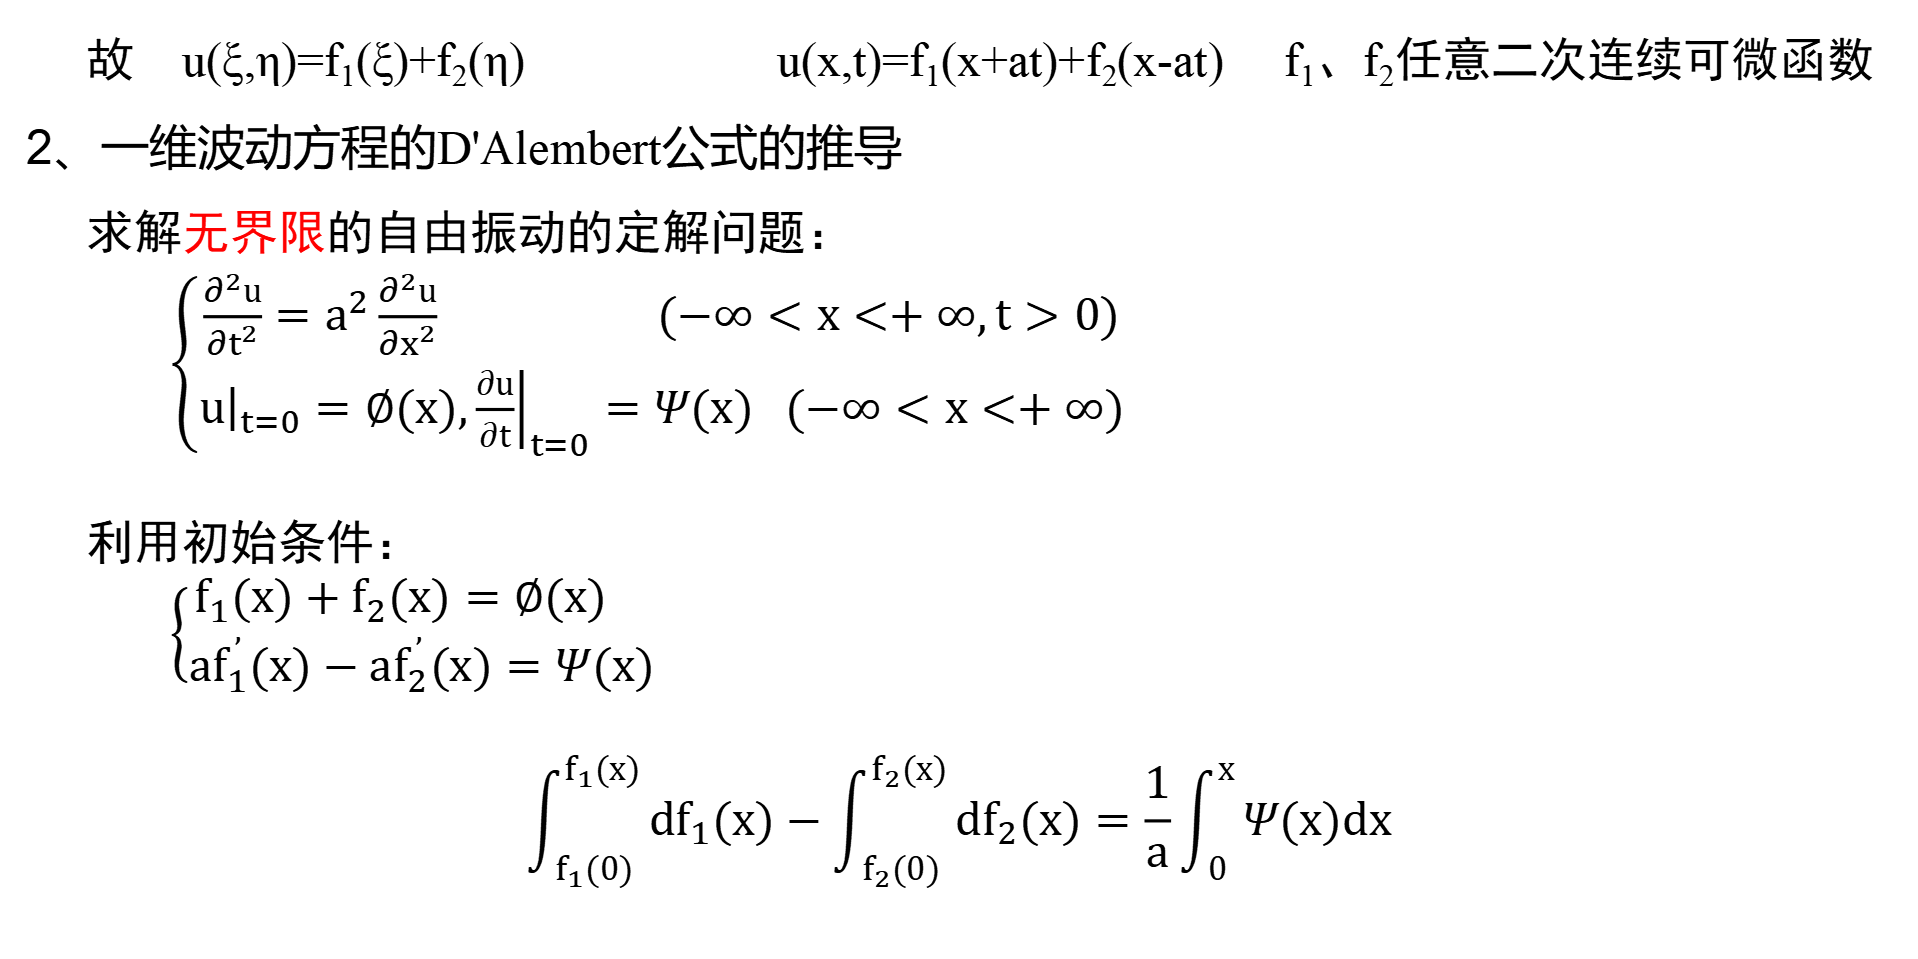 故 u(ξ,η)=f₁(ξ)+f₂(η) u(x,t)=f₁(x+at)+f₂(x-at) f₁、f₂任意二次连续可微函数
2、一维波动方程的D'Alembert公式的推导
求解无界限的自由振动的定解问题：
∂²u/∂t² = a² ∂²u/∂x² (−∞ < x <+ ∞, t > 0)
u|ₜ₌₀ = ∅(x), ∂u/∂t|ₜ₌₀ = Ψ(x) (−∞ < x <+ ∞)
利用初始条件：
f₁(x) + f₂(x) = ∅(x)
af₁’(x) − af₂’(x) = Ψ(x)
∫_{f₁(0)}^{f₁(x)} df₁(x) − ∫_{f₂(0)}^{f₂(x)} df₂(x) = 1/a ∫_0^x Ψ(x)dx